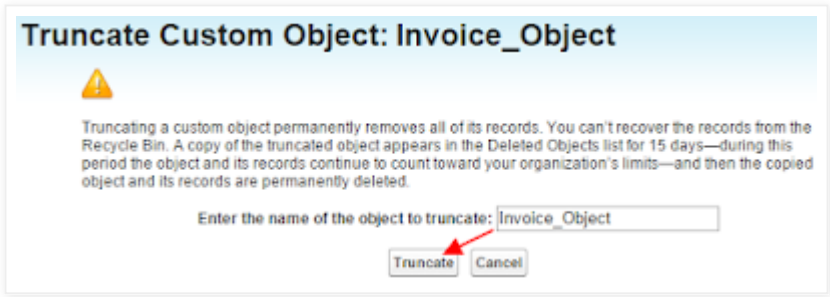 Truncate Custom Object: Invoice_Object
Truncating a custom object permanently removes all of its records. You can't recover the records from the
Recycle Bin. A copy of the truncated object appears in the Deleted Objects list for 15 days—during this
period the object and its records continue to count toward your organization's limits—and then the copied
object and its records are permanently deleted.
Enter the name of the object to truncate: Invoice_Object
Truncate Cancel